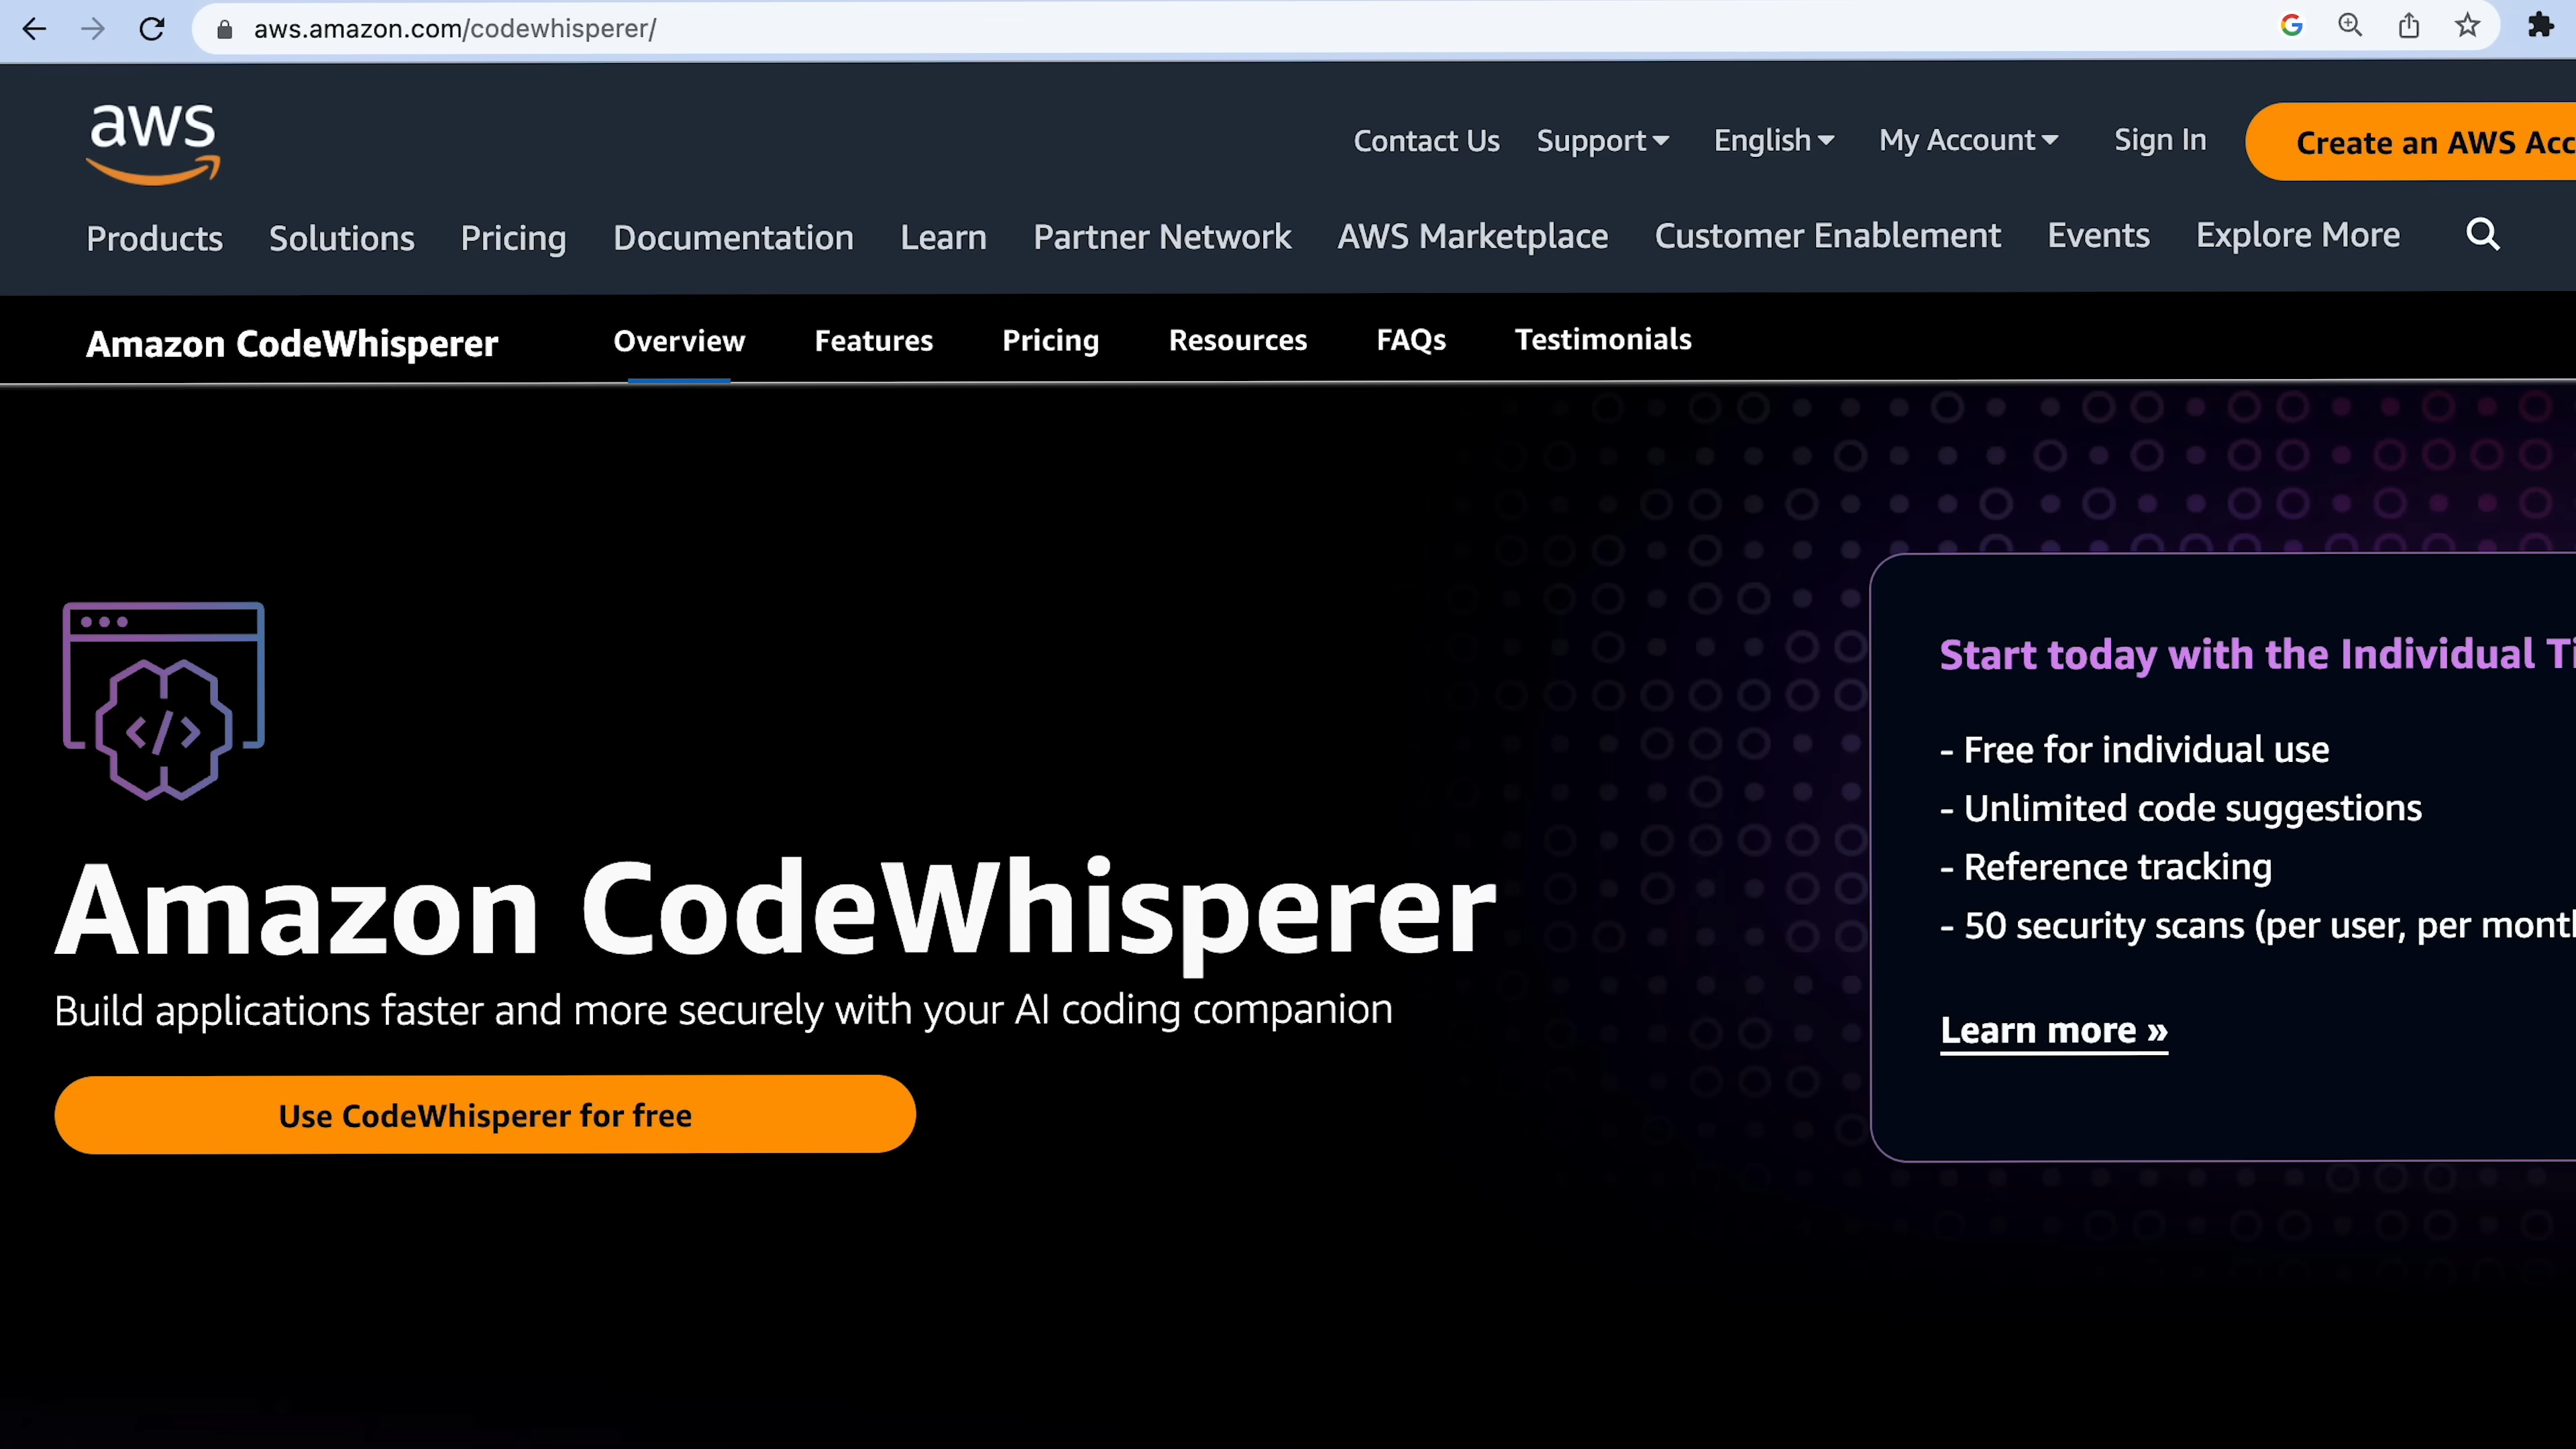 aws.amazon.com/codewhisperer/
aws
Contact Us Support English My Account Sign In Create an AWS Acc
Products Solutions Pricing Documentation Learn Partner Network AWS Marketplace Customer Enablement Events Explore More
Amazon CodeWhisperer Overview Features Pricing Resources FAQs Testimonials
</>
Amazon CodeWhisperer
Build applications faster and more securely with your AI coding companion
Use CodeWhisperer for free
Start today with the Individual Ti
- Free for individual use
- Unlimited code suggestions
- Reference tracking
- 50 security scans (per user, per mont
Learn more »